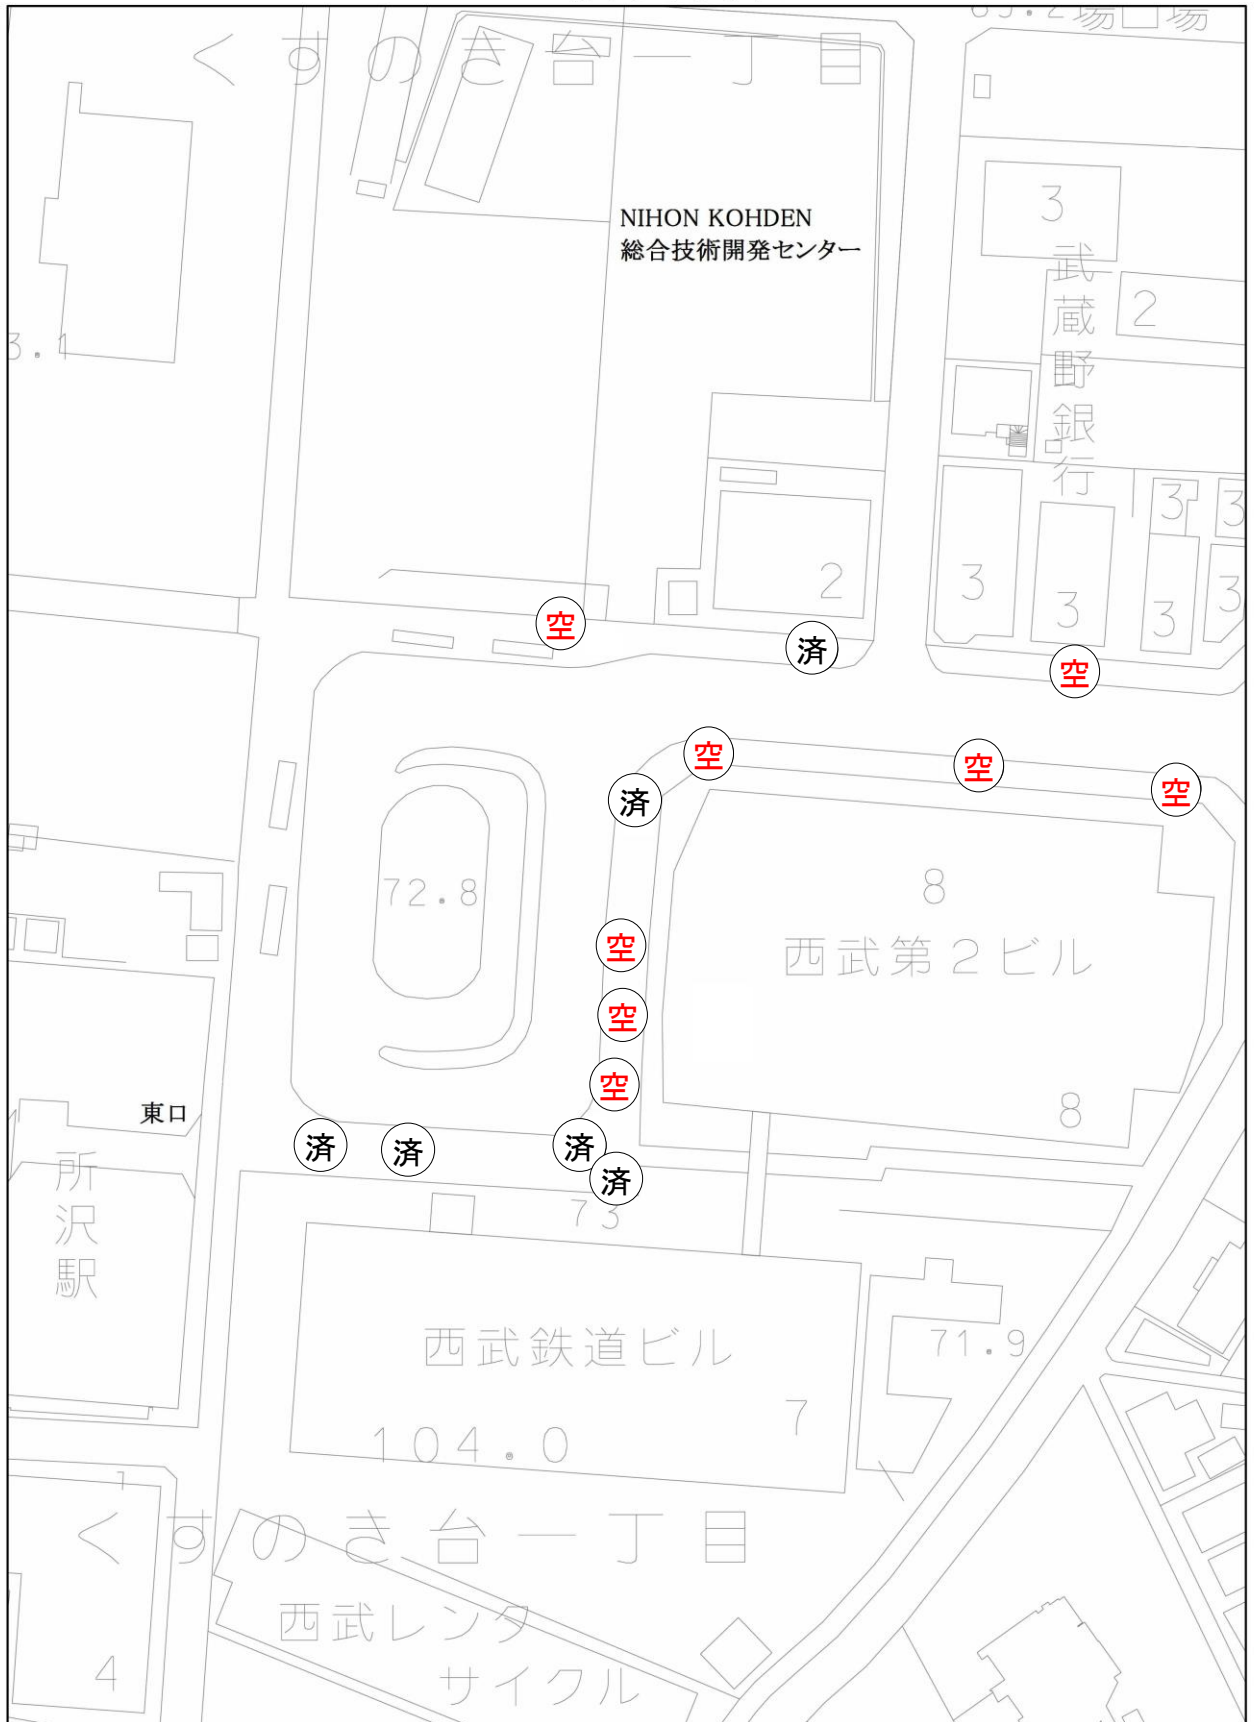 くすのき台一丁目
NIHON KOHDEN
総合技術開発センター
3
武蔵野銀行
2
3.1
3
3
2
3
3
3
3
空
済
空
空
空
空
済
72.8
8
西武第2ビル
空
空
空
8
東口
済
済
済
済
所沢駅
73
西武鉄道ビル
71.9
7
104.0
1
くすのき台一丁目
西武レンタ
サイクル
4